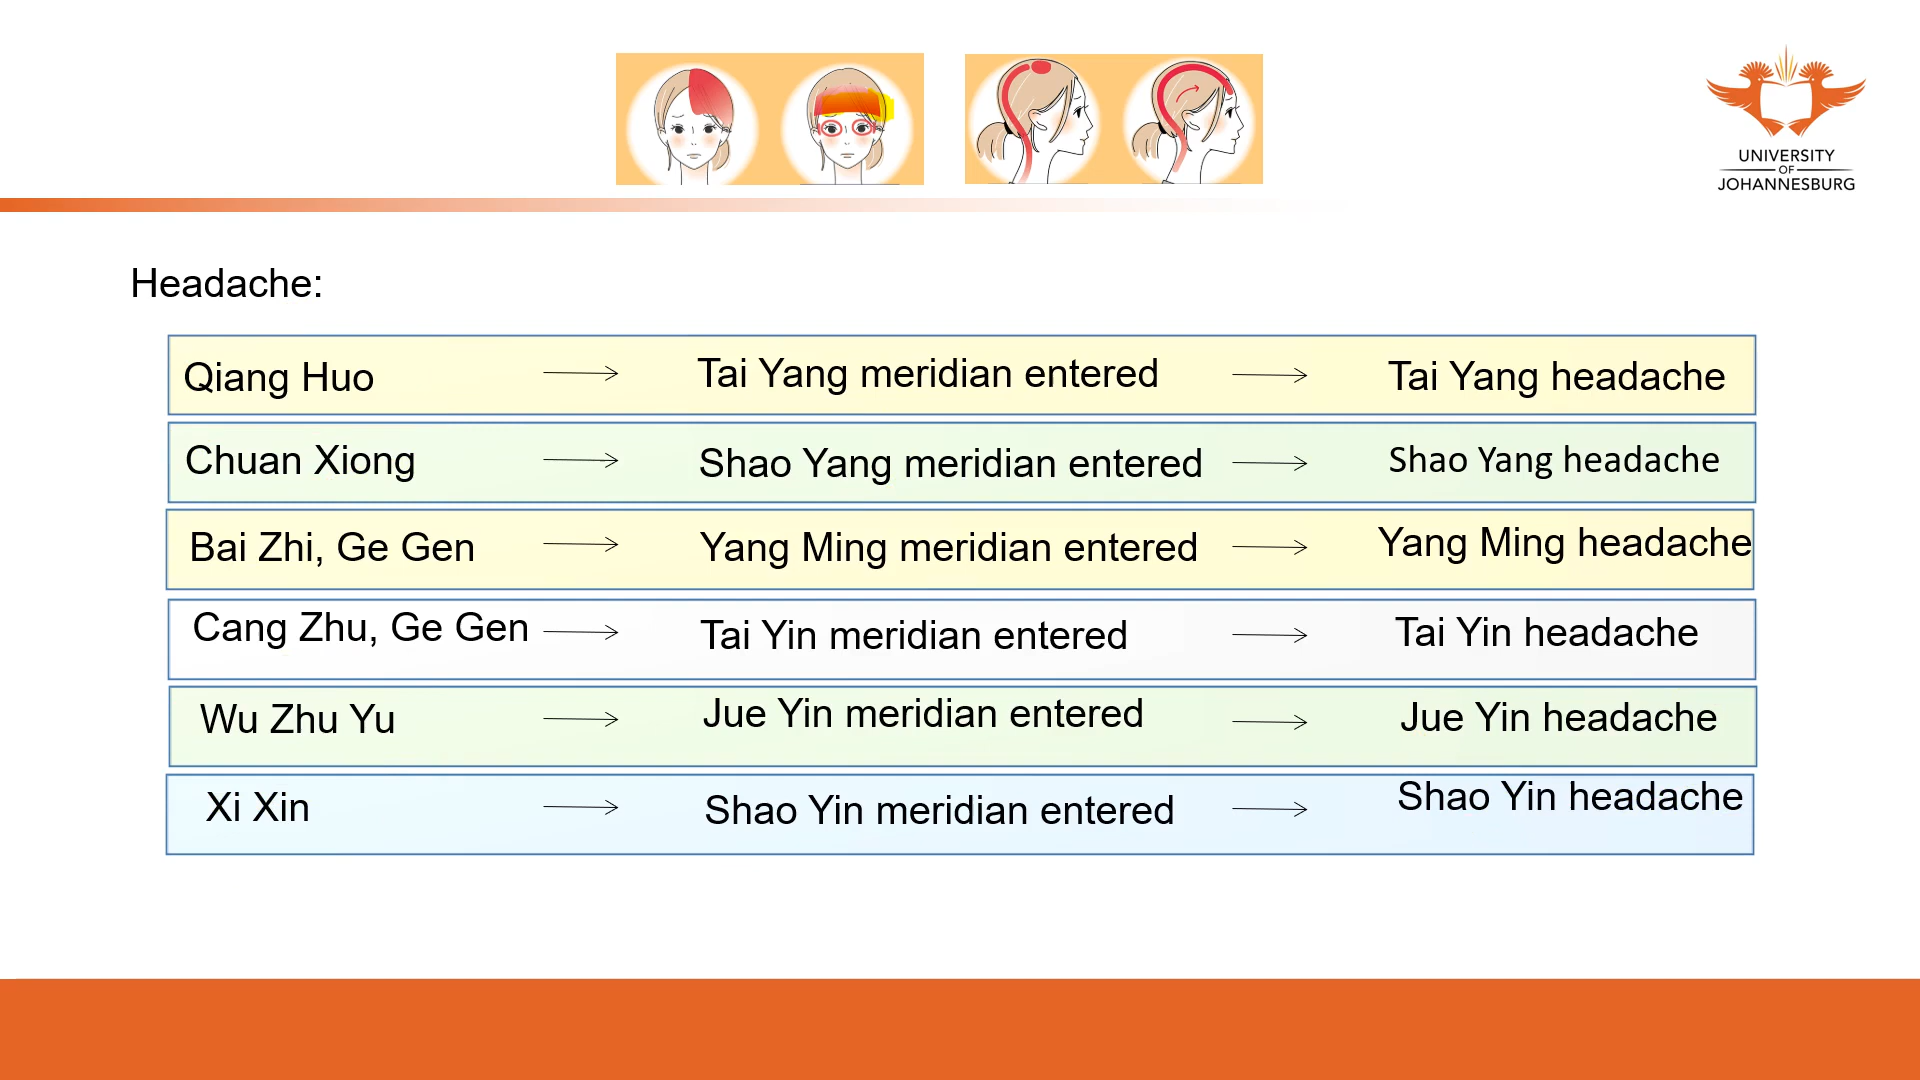 UNIVERSITY
OF
JOHANNESBURG
Headache:
Qiang Huo → Tai Yang meridian entered → Tai Yang headache
Chuan Xiong → Shao Yang meridian entered → Shao Yang headache
Bai Zhi, Ge Gen → Yang Ming meridian entered → Yang Ming headache
Cang Zhu, Ge Gen → Tai Yin meridian entered → Tai Yin headache
Wu Zhu Yu → Jue Yin meridian entered → Jue Yin headache
Xi Xin → Shao Yin meridian entered → Shao Yin headache